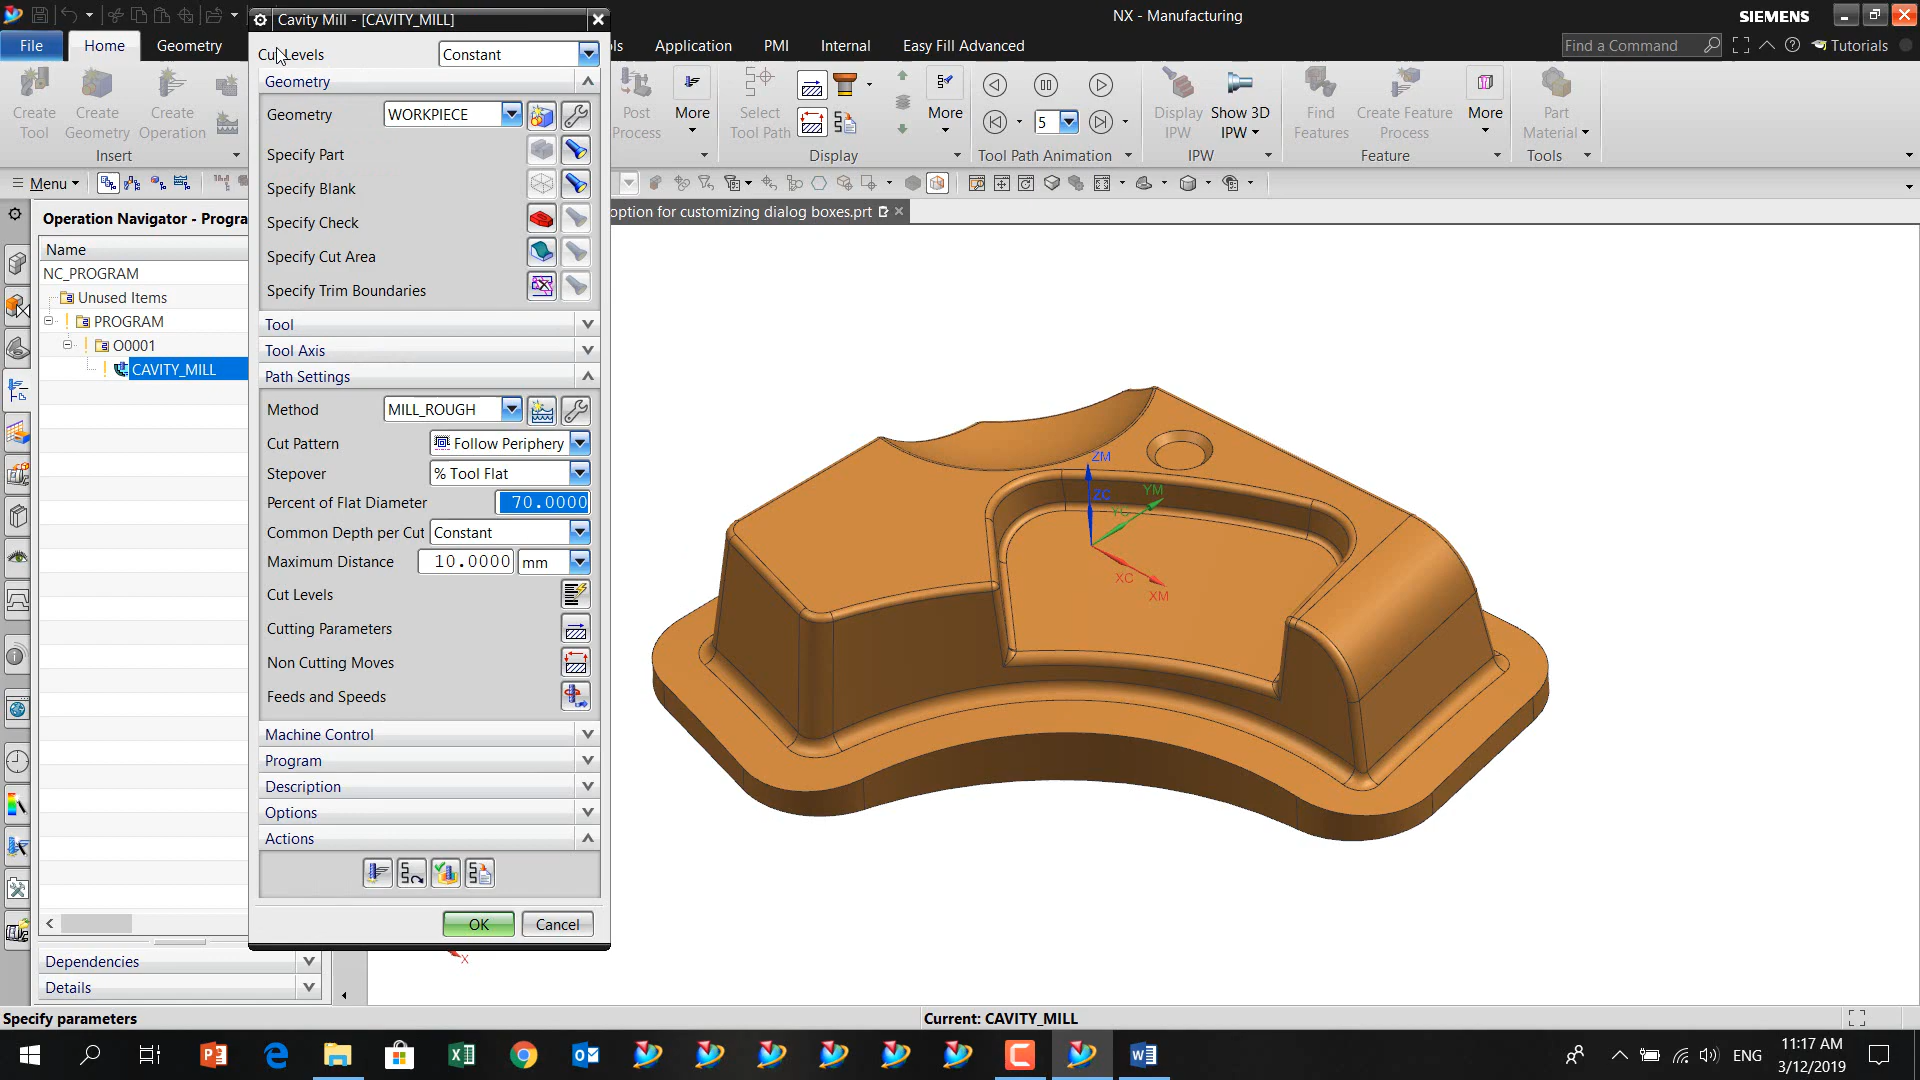 Cavity Mill - [CAVITY_MILL]
NX - Manufacturing
SIEMENS
File
Home
Geometry
Application
PMI
Internal
Easy Fill Advanced
Find a Command
Tutorials
Create Tool
Create Geometry
Create Operation
Insert
Post Process
More
Select Tool Path
More
Display
5
Tool Path Animation
Display IPW
Show 3D IPW
IPW
Find Features
Create Feature Process
More
Feature
Part Material
Tools
Menu
option for customizing dialog boxes.prt
Operation Navigator - Progra
Name
NC_PROGRAM
Unused Items
PROGRAM
O0001
CAVITY_MILL
Dependencies
Details
Cut Levels
Constant
Geometry
Geometry
WORKPIECE
Specify Part
Specify Blank
Specify Check
Specify Cut Area
Specify Trim Boundaries
Tool
Tool Axis
Path Settings
Method
MILL_ROUGH
Cut Pattern
Follow Periphery
Stepover
% Tool Flat
Percent of Flat Diameter
70.0000
Common Depth per Cut
Constant
Maximum Distance
10.0000
mm
Cut Levels
Cutting Parameters
Non Cutting Moves
Feeds and Speeds
Machine Control
Program
Description
Options
Actions
OK
Cancel
ZM
ZC
YM
YC
XC
XM
X
Specify parameters
Current: CAVITY_MILL
ENG
11:17 AM
3/12/2019